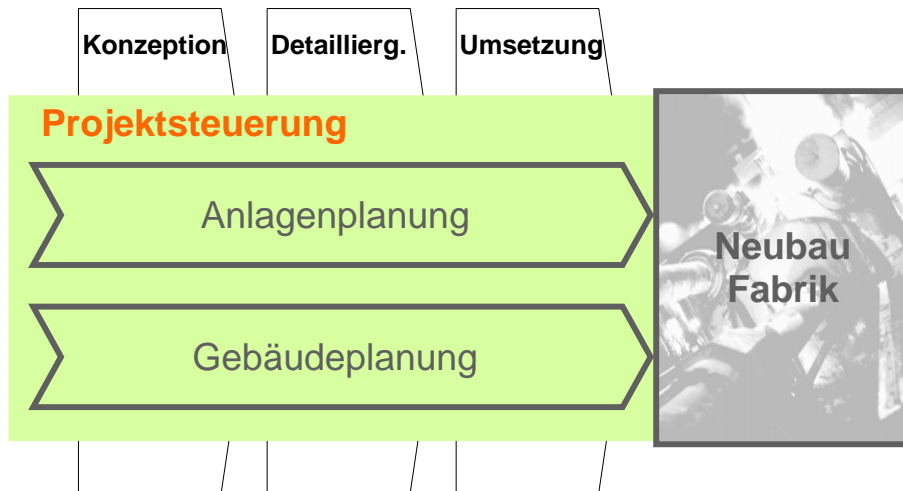 Konzeption
Detaillierg.
Umsetzung
Projektsteuerung
Anlagenplanung
Neubau
Fabrik
Gebäudeplanung